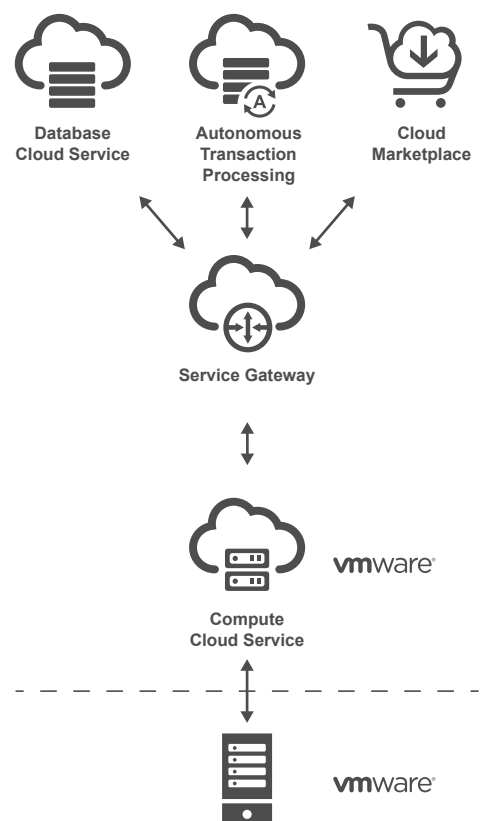 Database
Cloud Service
Autonomous
Transaction
Processing
Cloud
Marketplace
A
Service Gateway
Compute
Cloud Service
vmware®
vmware®